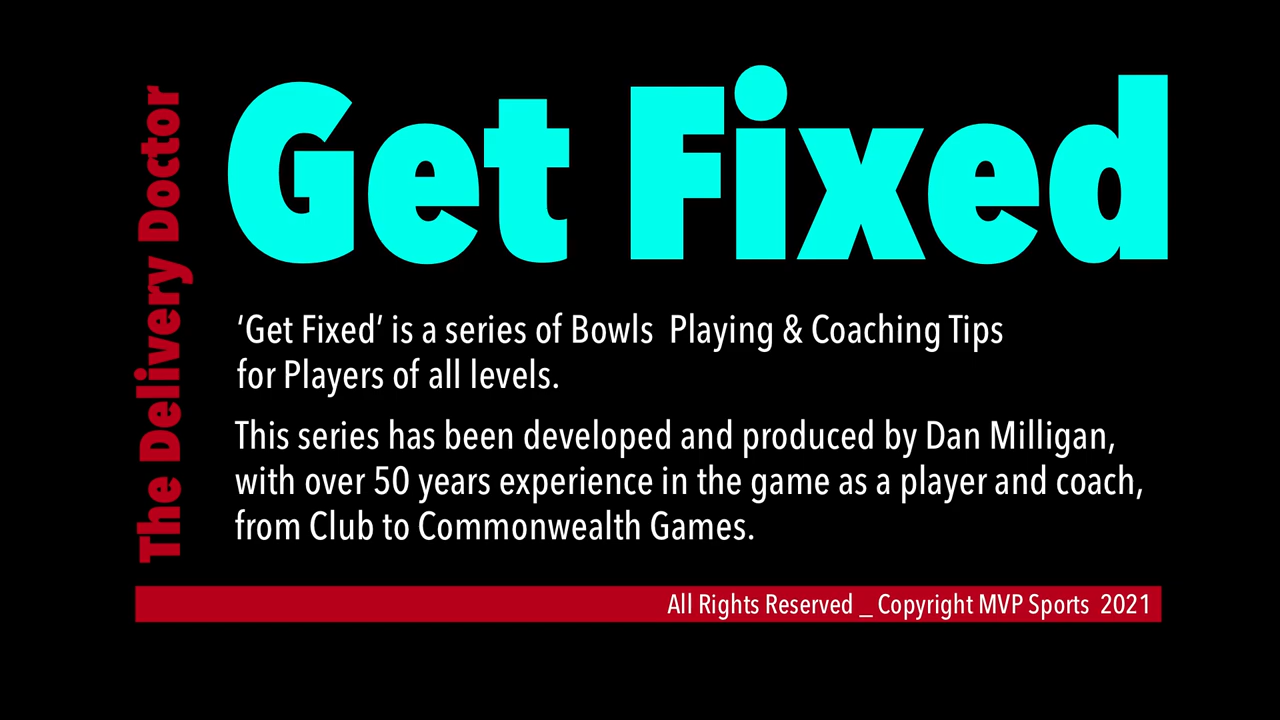 The Delivery Doctor
Get Fixed
‘Get Fixed’ is a series of Bowls  Playing & Coaching Tips
for Players of all levels.
This series has been developed and produced by Dan Milligan,
with over 50 years experience in the game as a player and coach,
from Club to Commonwealth Games.
All Rights Reserved _ Copyright MVP Sports  2021